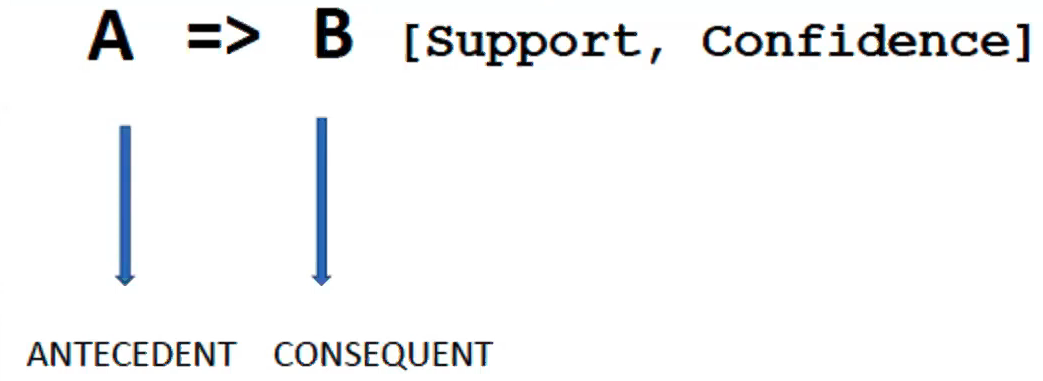 A => B [Support, Confidence]
ANTECEDENT CONSEQUENT